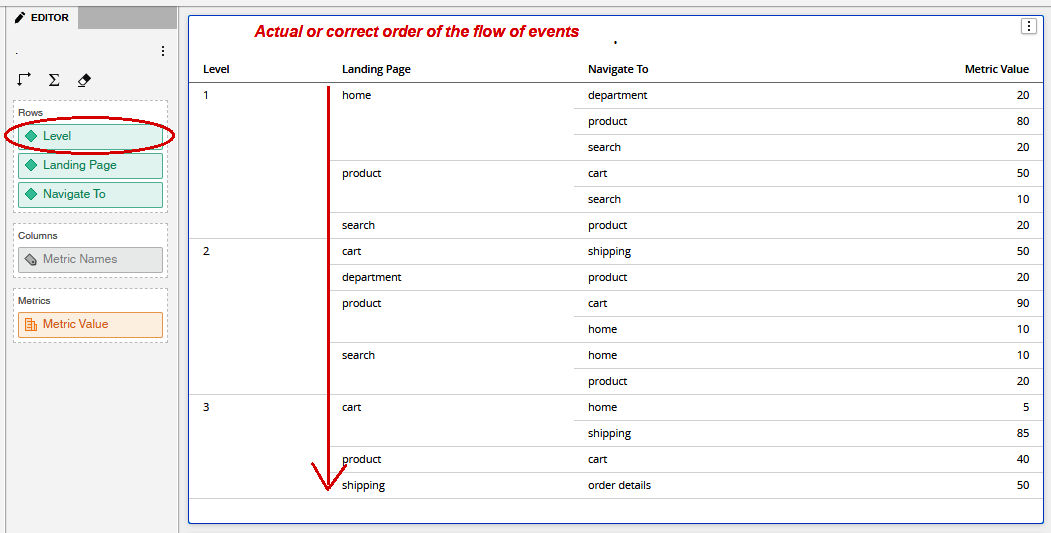 EDITOR
.
Rows
Level
Landing Page
Navigate To
Columns
Metric Names
Metrics
Metric Value
Actual or correct order of the flow of events
.
Level Landing Page Navigate To Metric Value
1 home department 20
product 80
search 20
product cart 50
search 10
search product 20
2 cart shipping 50
department product 20
product cart 90
home 10
search home 10
product 20
3 cart home 5
shipping 85
product cart 40
shipping order details 50